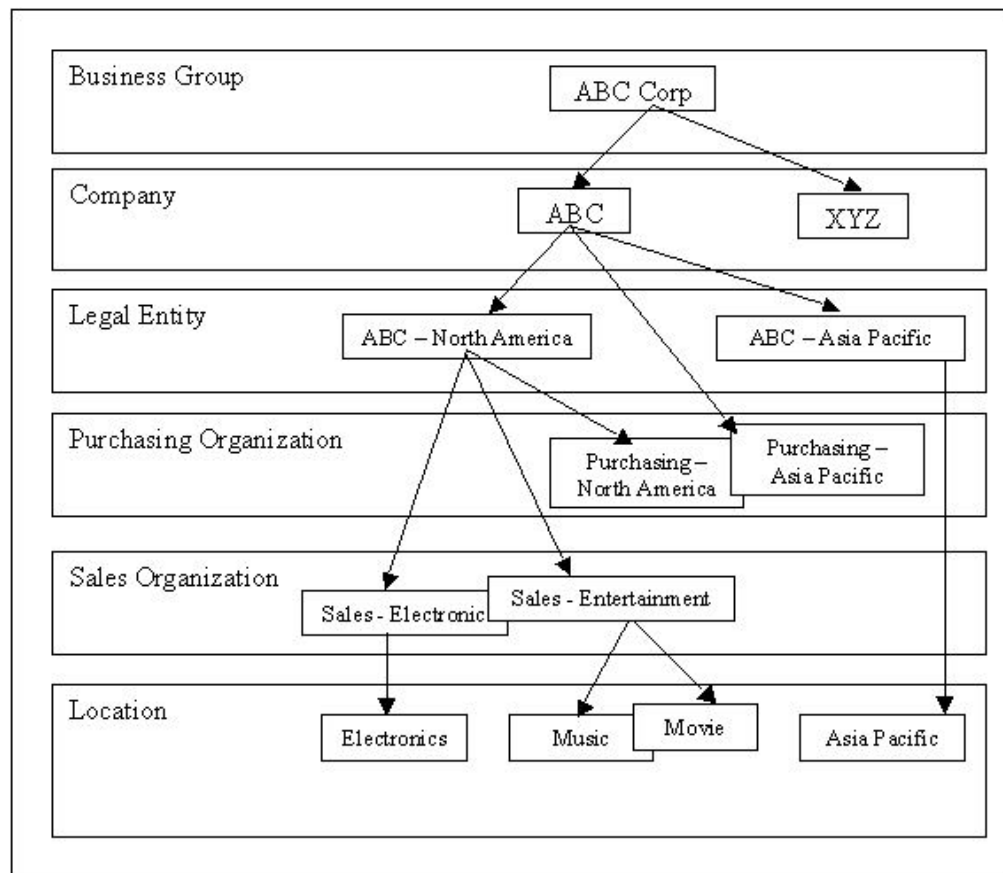 Business Group
ABC Corp
Company
ABC
XYZ
Legal Entity
ABC – North America
ABC – Asia Pacific
Purchasing Organization
Purchasing –
North America
Purchasing –
Asia Pacific
Sales Organization
Sales - Electronic
Sales - Entertainment
Location
Electronics
Music
Movie
Asia Pacific